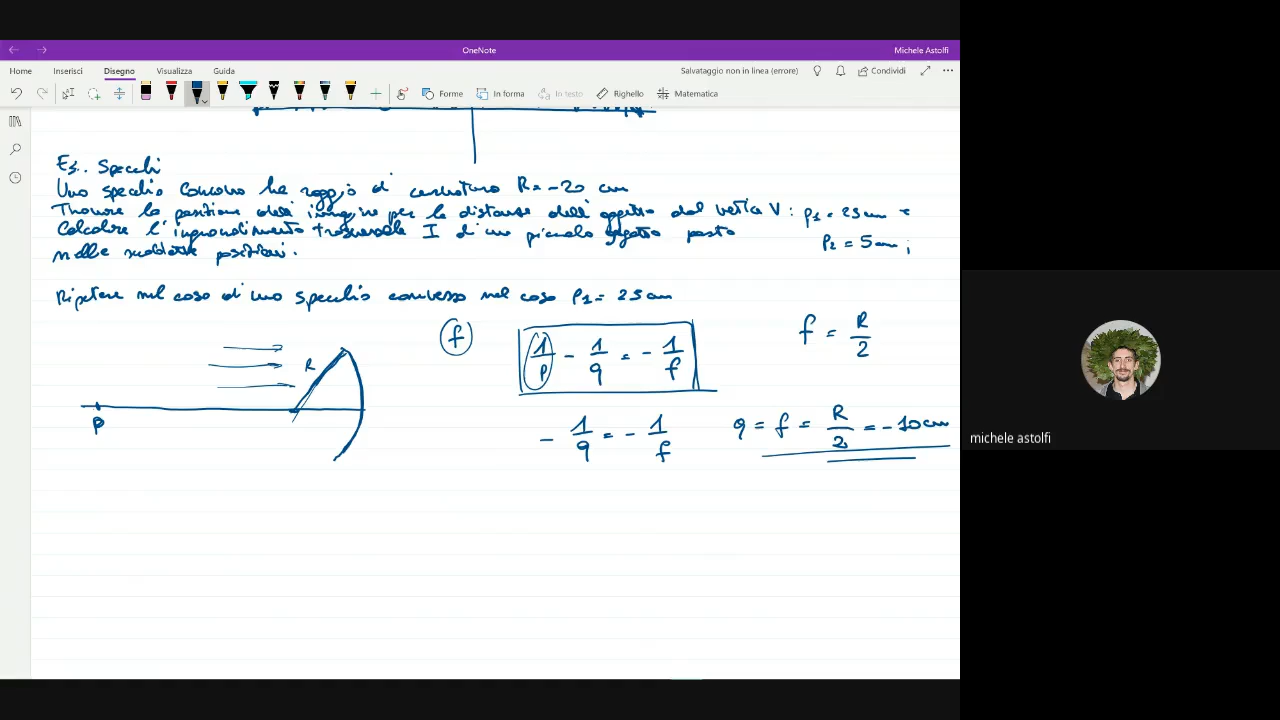 OneNote
Michele Astolfi
Home Inserisci Disegno Visualizza Guida
Salvataggio non in linea (errore) Condividi
Forme In forma In testo Righello Matematica
Es.. Specchi
Uno specchio concavo ha raggio di curvatura R = -20 cm
Trovare la posizione dell'immagine per le distanze dell'oggetto dal vertice V: p1 = 25 cm e
p2 = 5 cm;
Calcolare l'ingrandimento trasversale I di un piccolo oggetto posto
nelle suddette posizioni.
Ripetere nel caso di uno specchio convesso nel caso p1 = 25 cm
f
1/p - 1/q = - 1/f
f = R/2
R
P
- 1/q = - 1/f
q = f = R/2 = -10 cm
michele astolfi